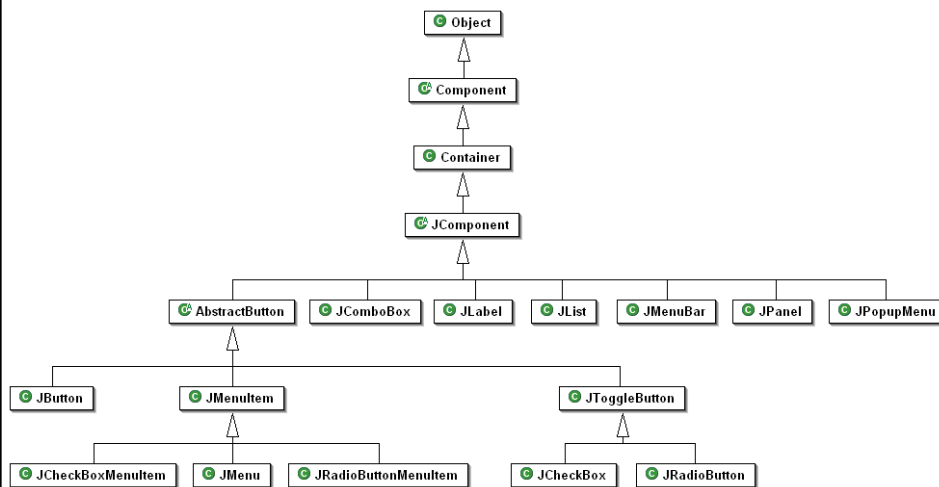 C Object
C A Component
C Container
C A JComponent
C A AbstractButton
C JComboBox
C JLabel
C JList
C JMenuBar
C JPanel
C JPopupMenu
C JButton
C JMenuItem
C JToggleButton
C JCheckBoxMenuItem
C JMenu
C JRadioButtonMenuItem
C JCheckBox
C JRadioButton